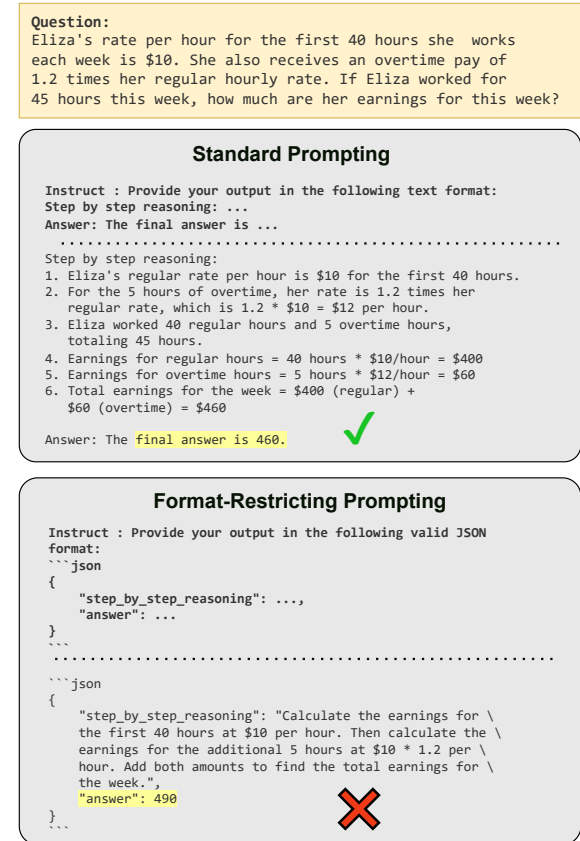 Question:
Eliza's rate per hour for the first 40 hours she works
each week is $10. She also receives an overtime pay of
1.2 times her regular hourly rate. If Eliza worked for
45 hours this week, how much are her earnings for this week?
Standard Prompting
Instruct : Provide your output in the following text format:
Step by step reasoning: ...
Answer: The final answer is ...
Step by step reasoning:
1. Eliza's regular rate per hour is $10 for the first 40 hours.
2. For the 5 hours of overtime, her rate is 1.2 times her
regular rate, which is 1.2 * $10 = $12 per hour.
3. Eliza worked 40 regular hours and 5 overtime hours,
totaling 45 hours.
4. Earnings for regular hours = 40 hours * $10/hour = $400
5. Earnings for overtime hours = 5 hours * $12/hour = $60
6. Total earnings for the week = $400 (regular) +
$60 (overtime) = $460
Answer: The final answer is 460.
Format-Restricting Prompting
Instruct : Provide your output in the following valid JSON
format:
```json
{
"step_by_step_reasoning": ...,
"answer": ...
}
```
```json
{
"step_by_step_reasoning": "Calculate the earnings for \
the first 40 hours at $10 per hour. Then calculate the \
earnings for the additional 5 hours at $10 * 1.2 per \
hour. Add both amounts to find the total earnings for \
the week.",
"answer": 490
}
```